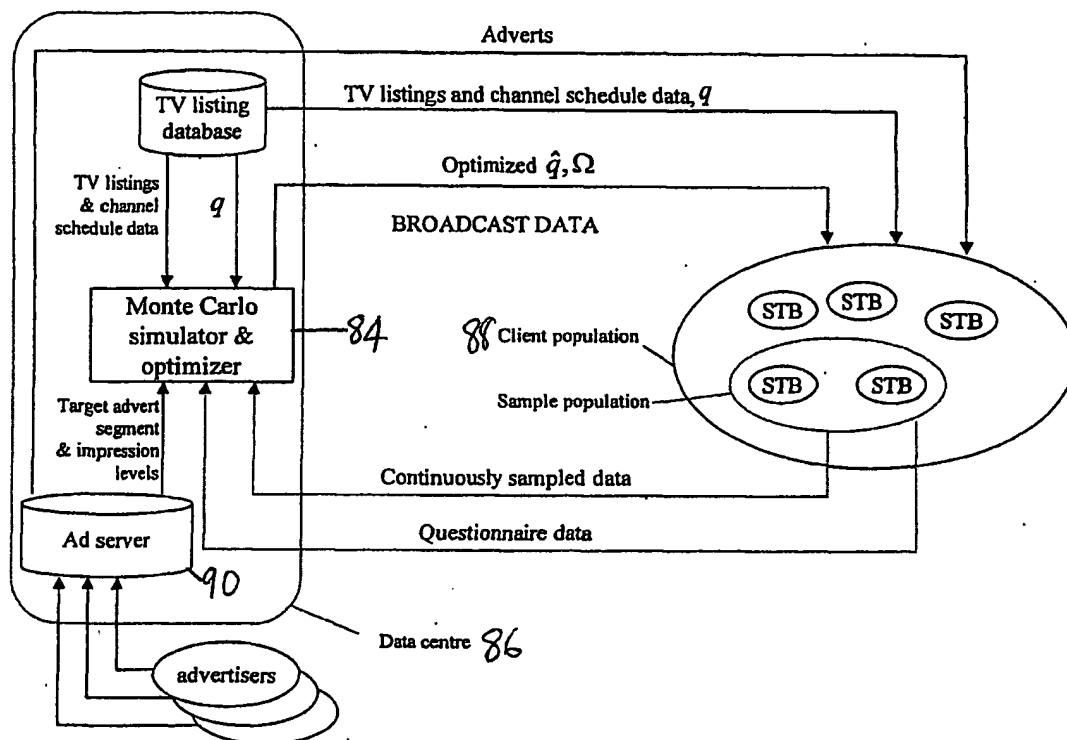 Adverts
TV listing
database
TV listings and channel schedule data, q
TV listings
& channel
schedule data
q
Optimized q̂, Ω
BROADCAST DATA
Monte Carlo
simulator &
optimizer
84
88 Client population
STB
STB
STB
Sample population
STB
STB
Target advert
segment
& impression
levels
Continuously sampled data
Questionnaire data
Ad server
90
Data centre 86
advertisers